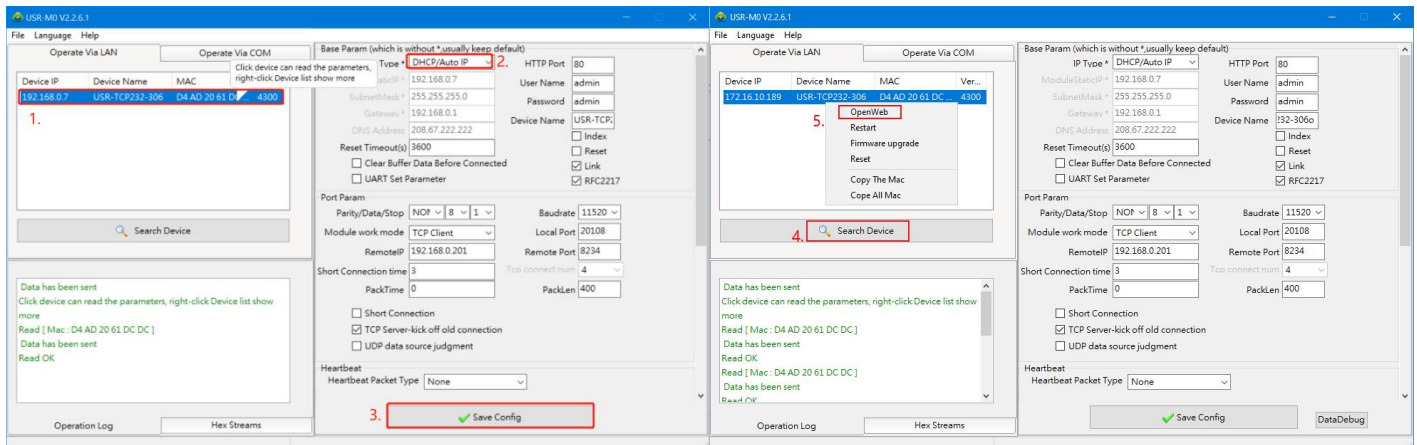 USR-M0 V2.2.6.1
File Language Help
Operate Via LAN
Operate Via COM
Click device can read the parameters,
right-click Device list show more
Device IP Device Name MAC
192.168.0.7 USR-TCP232-306 D4 AD 20 61 4300
1.
Search Device
Data has been sent
Click device can read the parameters, right-click Device list show
more
Read [ Mac : D4 AD 20 61 DC DC ]
Data has been sent
Read OK
Operation Log
Hex Streams
Base Param (which is without *,usually keep default)
Type * DHCP/Auto IP 2. HTTP Port 80
192.168.0.7 User Name admin
SubnetMask * 255.255.255.0 Password admin
Gateway * 192.168.0.1 Device Name USR-TCP
DNS Address 208.67.222.222 Index
Reset Timeout(s) 3600 Reset
Clear Buffer Data Before Connected Link
UART Set Parameter RFC2217
Port Param
Parity/Data/Stop 8 1 Baudrate 11520
Module work mode TCP Client Local Port 20108
RemoteIP 192.168.0.201 Remote Port 8234
Short Connection time 3 Tcp connect num 4
PackTime 0 PackLen 400
Short Connection
TCP Server-kick off old connection
UDP data source judgment
Heartbeat
Heartbeat Packet Type None
3. Save Config
USR-M0 V2.2.6.1
File Language Help
Operate Via LAN
Operate Via COM
Device IP Device Name MAC Ver...
172.16.10.189 USR-TCP232-306 D4 AD 20 61 DC ... 4300
5. OpenWeb
Restart
Firmware upgrade
Reset
Copy The Mac
Cope All Mac
4. Search Device
Data has been sent
Click device can read the parameters, right-click Device list show
more
Read [ Mac : D4 AD 20 61 DC DC ]
Data has been sent
Read OK
Read [ Mac : D4 AD 20 61 DC DC ]
Data has been sent
Read OK
Operation Log
Hex Streams
Base Param (which is without *,usually keep default)
IP Type * DHCP/Auto IP HTTP Port 80
ModuleStaticIP * 192.168.0.7 User Name admin
SubnetMask * 255.255.255.0 Password admin
Gateway * 192.168.0.1 Device Name 32-306o
DNS Address 208.67.222.222 Index
Reset Timeout(s) 3600 Reset
Clear Buffer Data Before Connected Link
UART Set Parameter RFC2217
Port Param
Parity/Data/Stop 8 1 Baudrate 11520
Module work mode TCP Client Local Port 20108
RemoteIP 192.168.0.201 Remote Port 8234
Short Connection time 3 Tcp connect num 4
PackTime 0 PackLen 400
Short Connection
TCP Server-kick off old connection
UDP data source judgment
Heartbeat
Heartbeat Packet Type None
Save Config
DataDebug